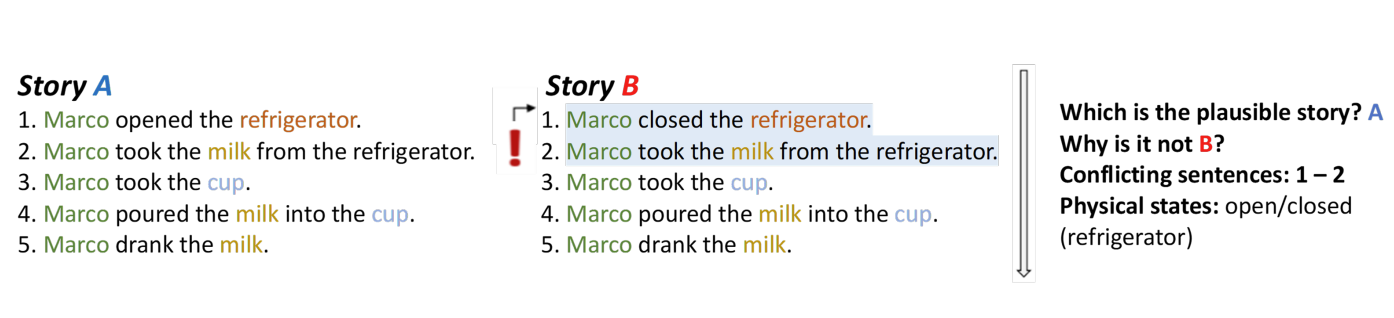 Story A
1. Marco opened the refrigerator.
2. Marco took the milk from the refrigerator.
3. Marco took the cup.
4. Marco poured the milk into the cup.
5. Marco drank the milk.
!
Story B
1. Marco closed the refrigerator.
2. Marco took the milk from the refrigerator.
3. Marco took the cup.
4. Marco poured the milk into the cup.
5. Marco drank the milk.
Which is the plausible story? A
Why is it not B?
Conflicting sentences: 1 – 2
Physical states: open/closed
(refrigerator)